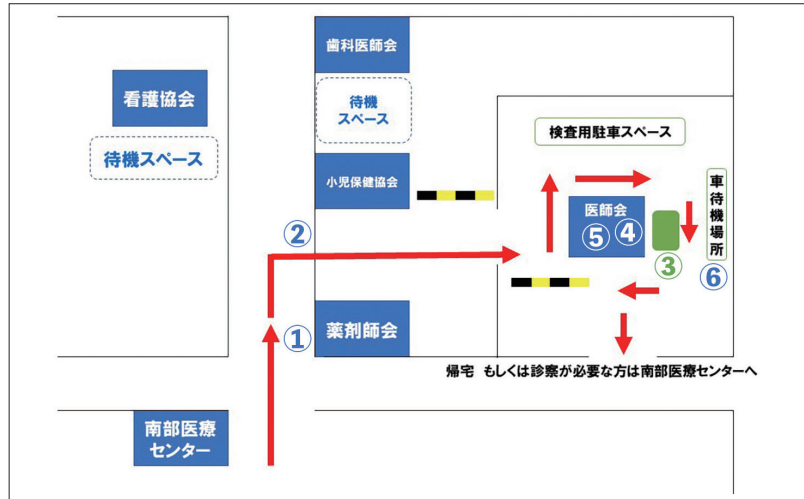 歯科医師会
看護協会
待機
スペース
待機スペース
検査用駐車スペース
小児保健協会
車待機場所
医師会
②
⑤
④
③
⑥
①
薬剤師会
帰宅 もしくは診察が必要な方は南部医療センターへ
南部医療
センター